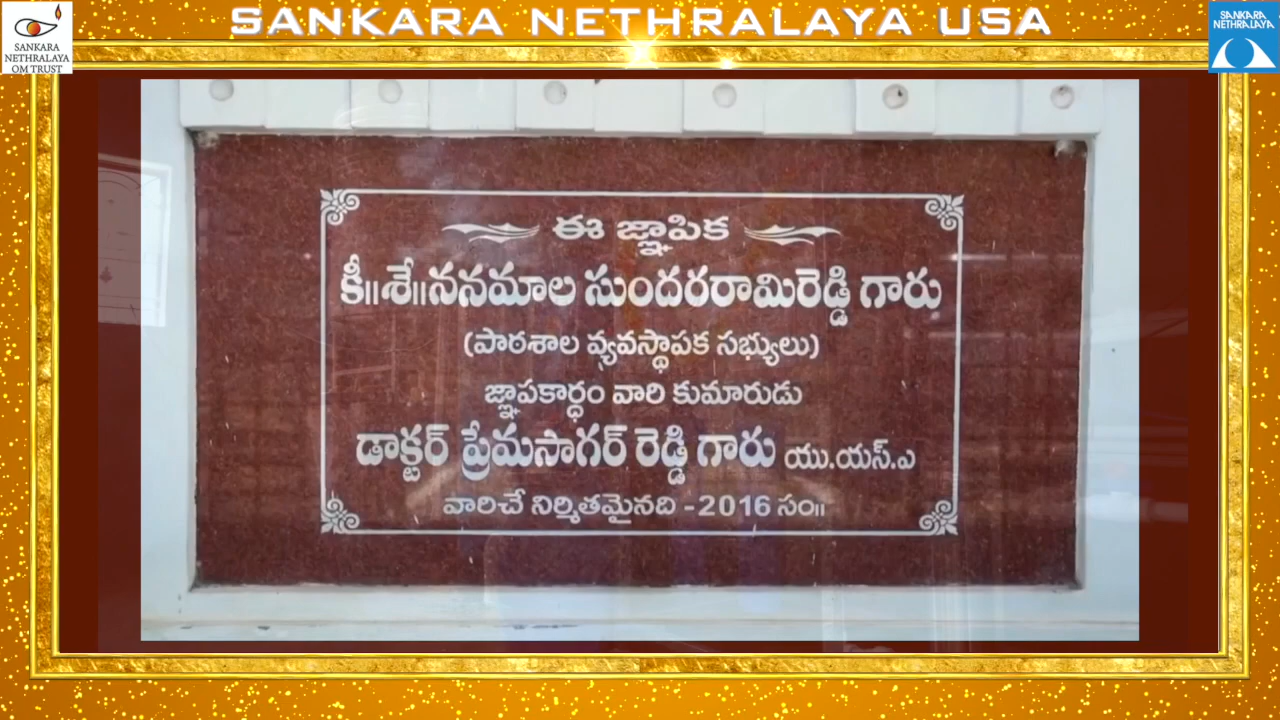 SANKARA NETHRALAYA USA
SANKARA
NETHRALAYA
OM TRUST
SANKARA
NETHRALAYA
ఈ జ్ఞాపిక
కీ॥శే॥ననమాల సుందరరామిరెడ్డి గారు
(పాఠశాల వ్యవస్థాపక సభ్యులు)
జ్ఞాపకార్ధం వారి కుమారుడు
డాక్టర్ ప్రేమసాగర్ రెడ్డి గారు యు.యస్.ఎ
వారిచే నిర్మితమైనది - 2016 సం॥